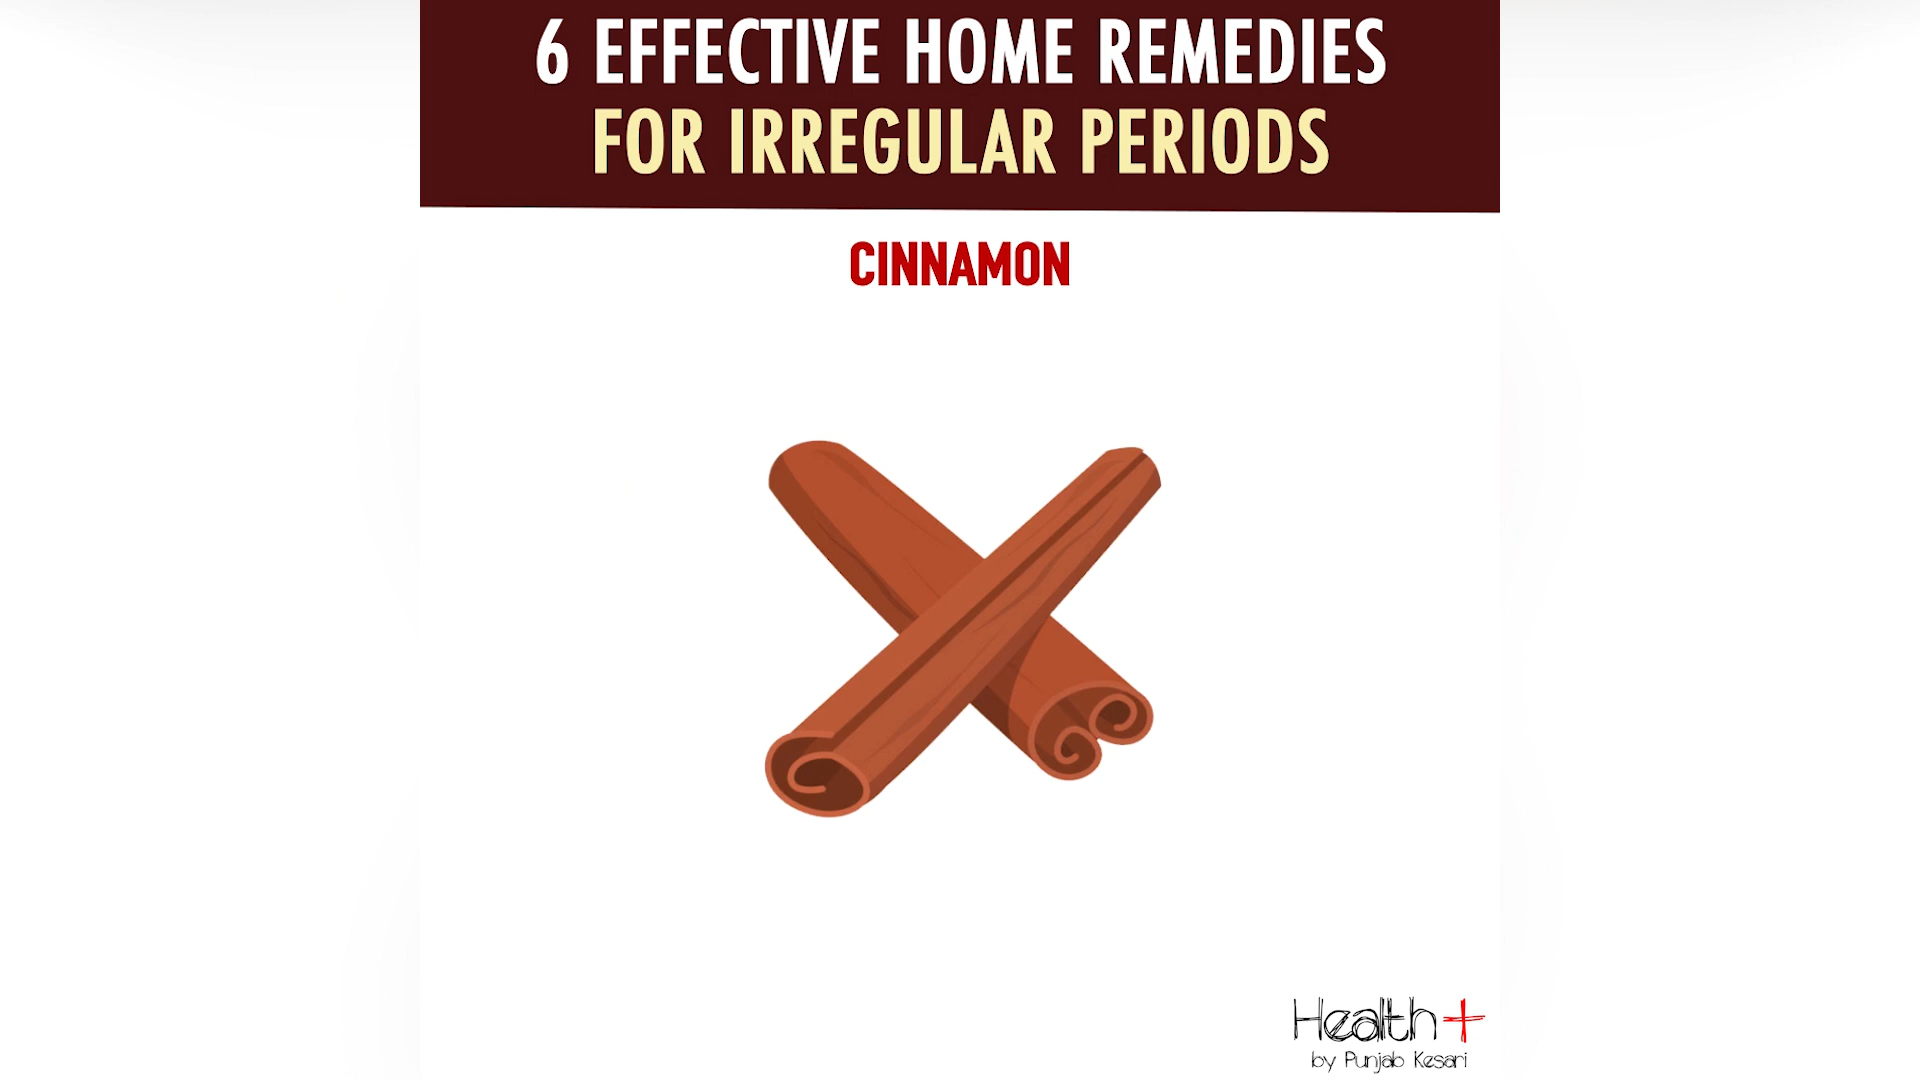 6 EFFECTIVE HOME REMEDIES
FOR IRREGULAR PERIODS
CINNAMON
Health+
by Punjab Kesari